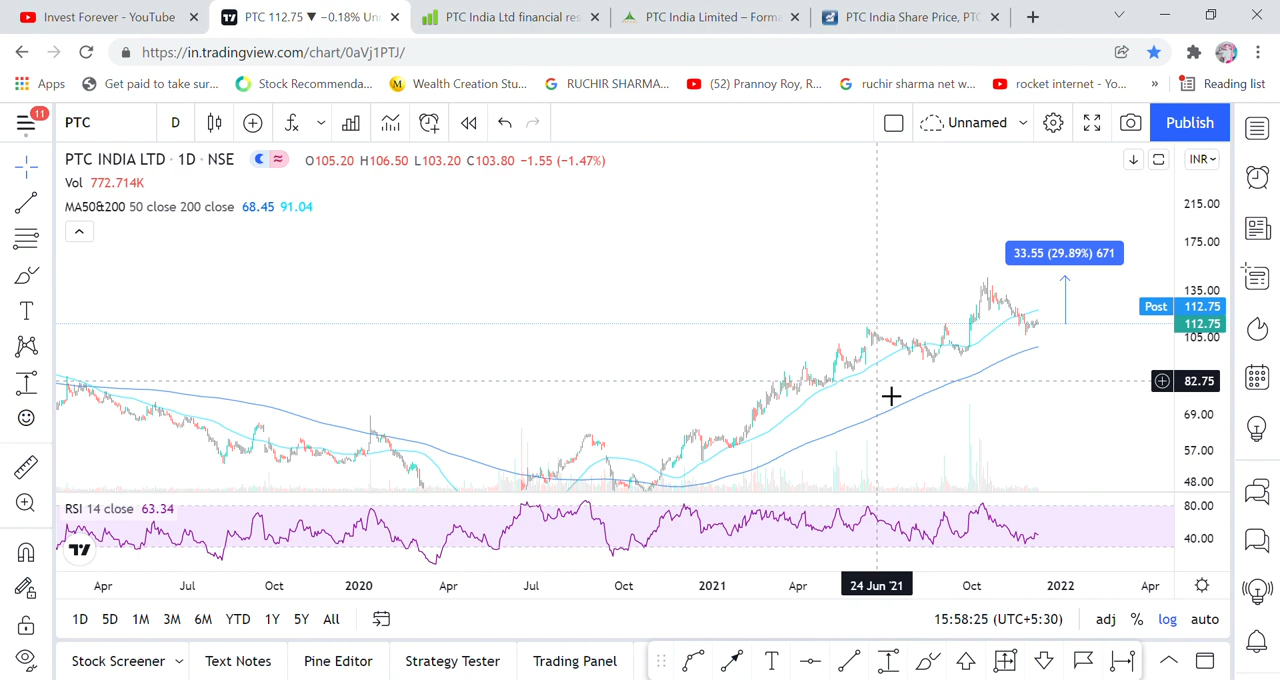 Invest Forever - YouTube
PTC 112.75 ▼ −0.18% Un
PTC India Ltd financial res
PTC India Limited – Forma
PTC India Share Price, PTC
https://in.tradingview.com/chart/0aVj1PTJ/
Apps
Get paid to take sur...
Stock Recommenda...
Wealth Creation Stu...
RUCHIR SHARMA...
(52) Prannoy Roy, R...
ruchir sharma net w...
rocket internet - Yo...
»
Reading list
11
PTC
D
Unnamed
Publish
PTC INDIA LTD · 1D · NSE
O105.20 H106.50 L103.20 C103.80 −1.55 (−1.47%)
INR
Vol 772.714K
MA50&200 50 close 200 close 68.45 91.04
215.00
175.00
33.55 (29.89%) 671
135.00
Post 112.75
112.75
105.00
82.75
69.00
57.00
48.00
RSI 14 close 63.34
80.00
40.00
Apr Jul Oct 2020 Apr Jul Oct 2021 Apr 24 Jun '21 Oct 2022 Apr
1D 5D 1M 3M 6M YTD 1Y 5Y All
15:58:25 (UTC+5:30)
adj % log auto
Stock Screener
Text Notes
Pine Editor
Strategy Tester
Trading Panel